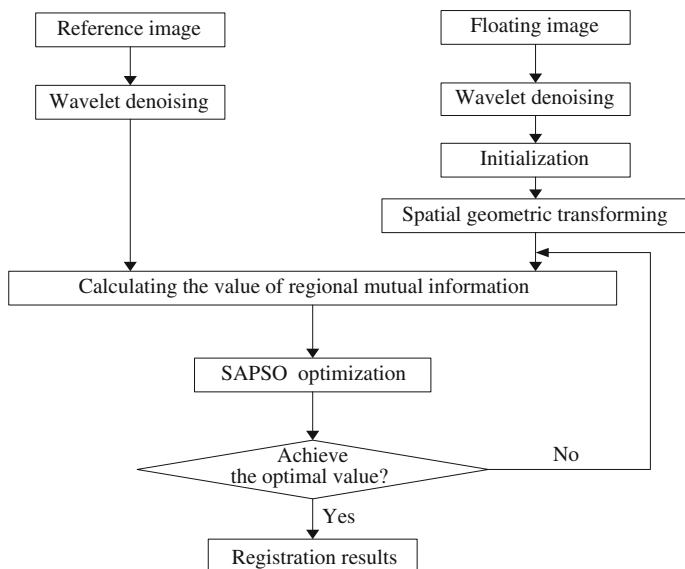 Reference image
Floating image
Wavelet denoising
Wavelet denoising
Initialization
Spatial geometric transforming
Calculating the value of regional mutual information
SAPSO optimization
Achieve
the optimal value?
No
Yes
Registration results